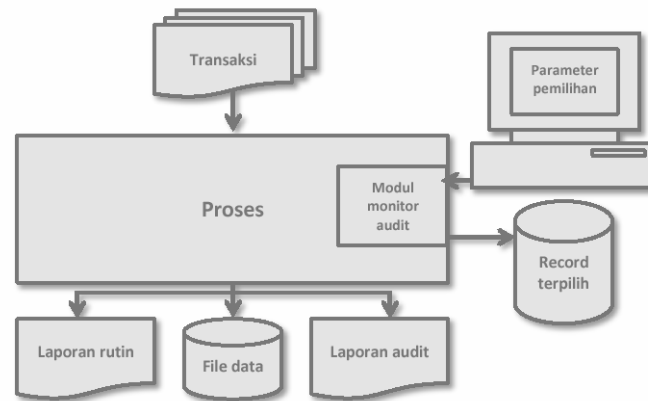 Transaksi
Parameter
pemilihan
Proses
Modul
monitor
audit
Record
terpilih
Laporan rutin
File data
Laporan audit